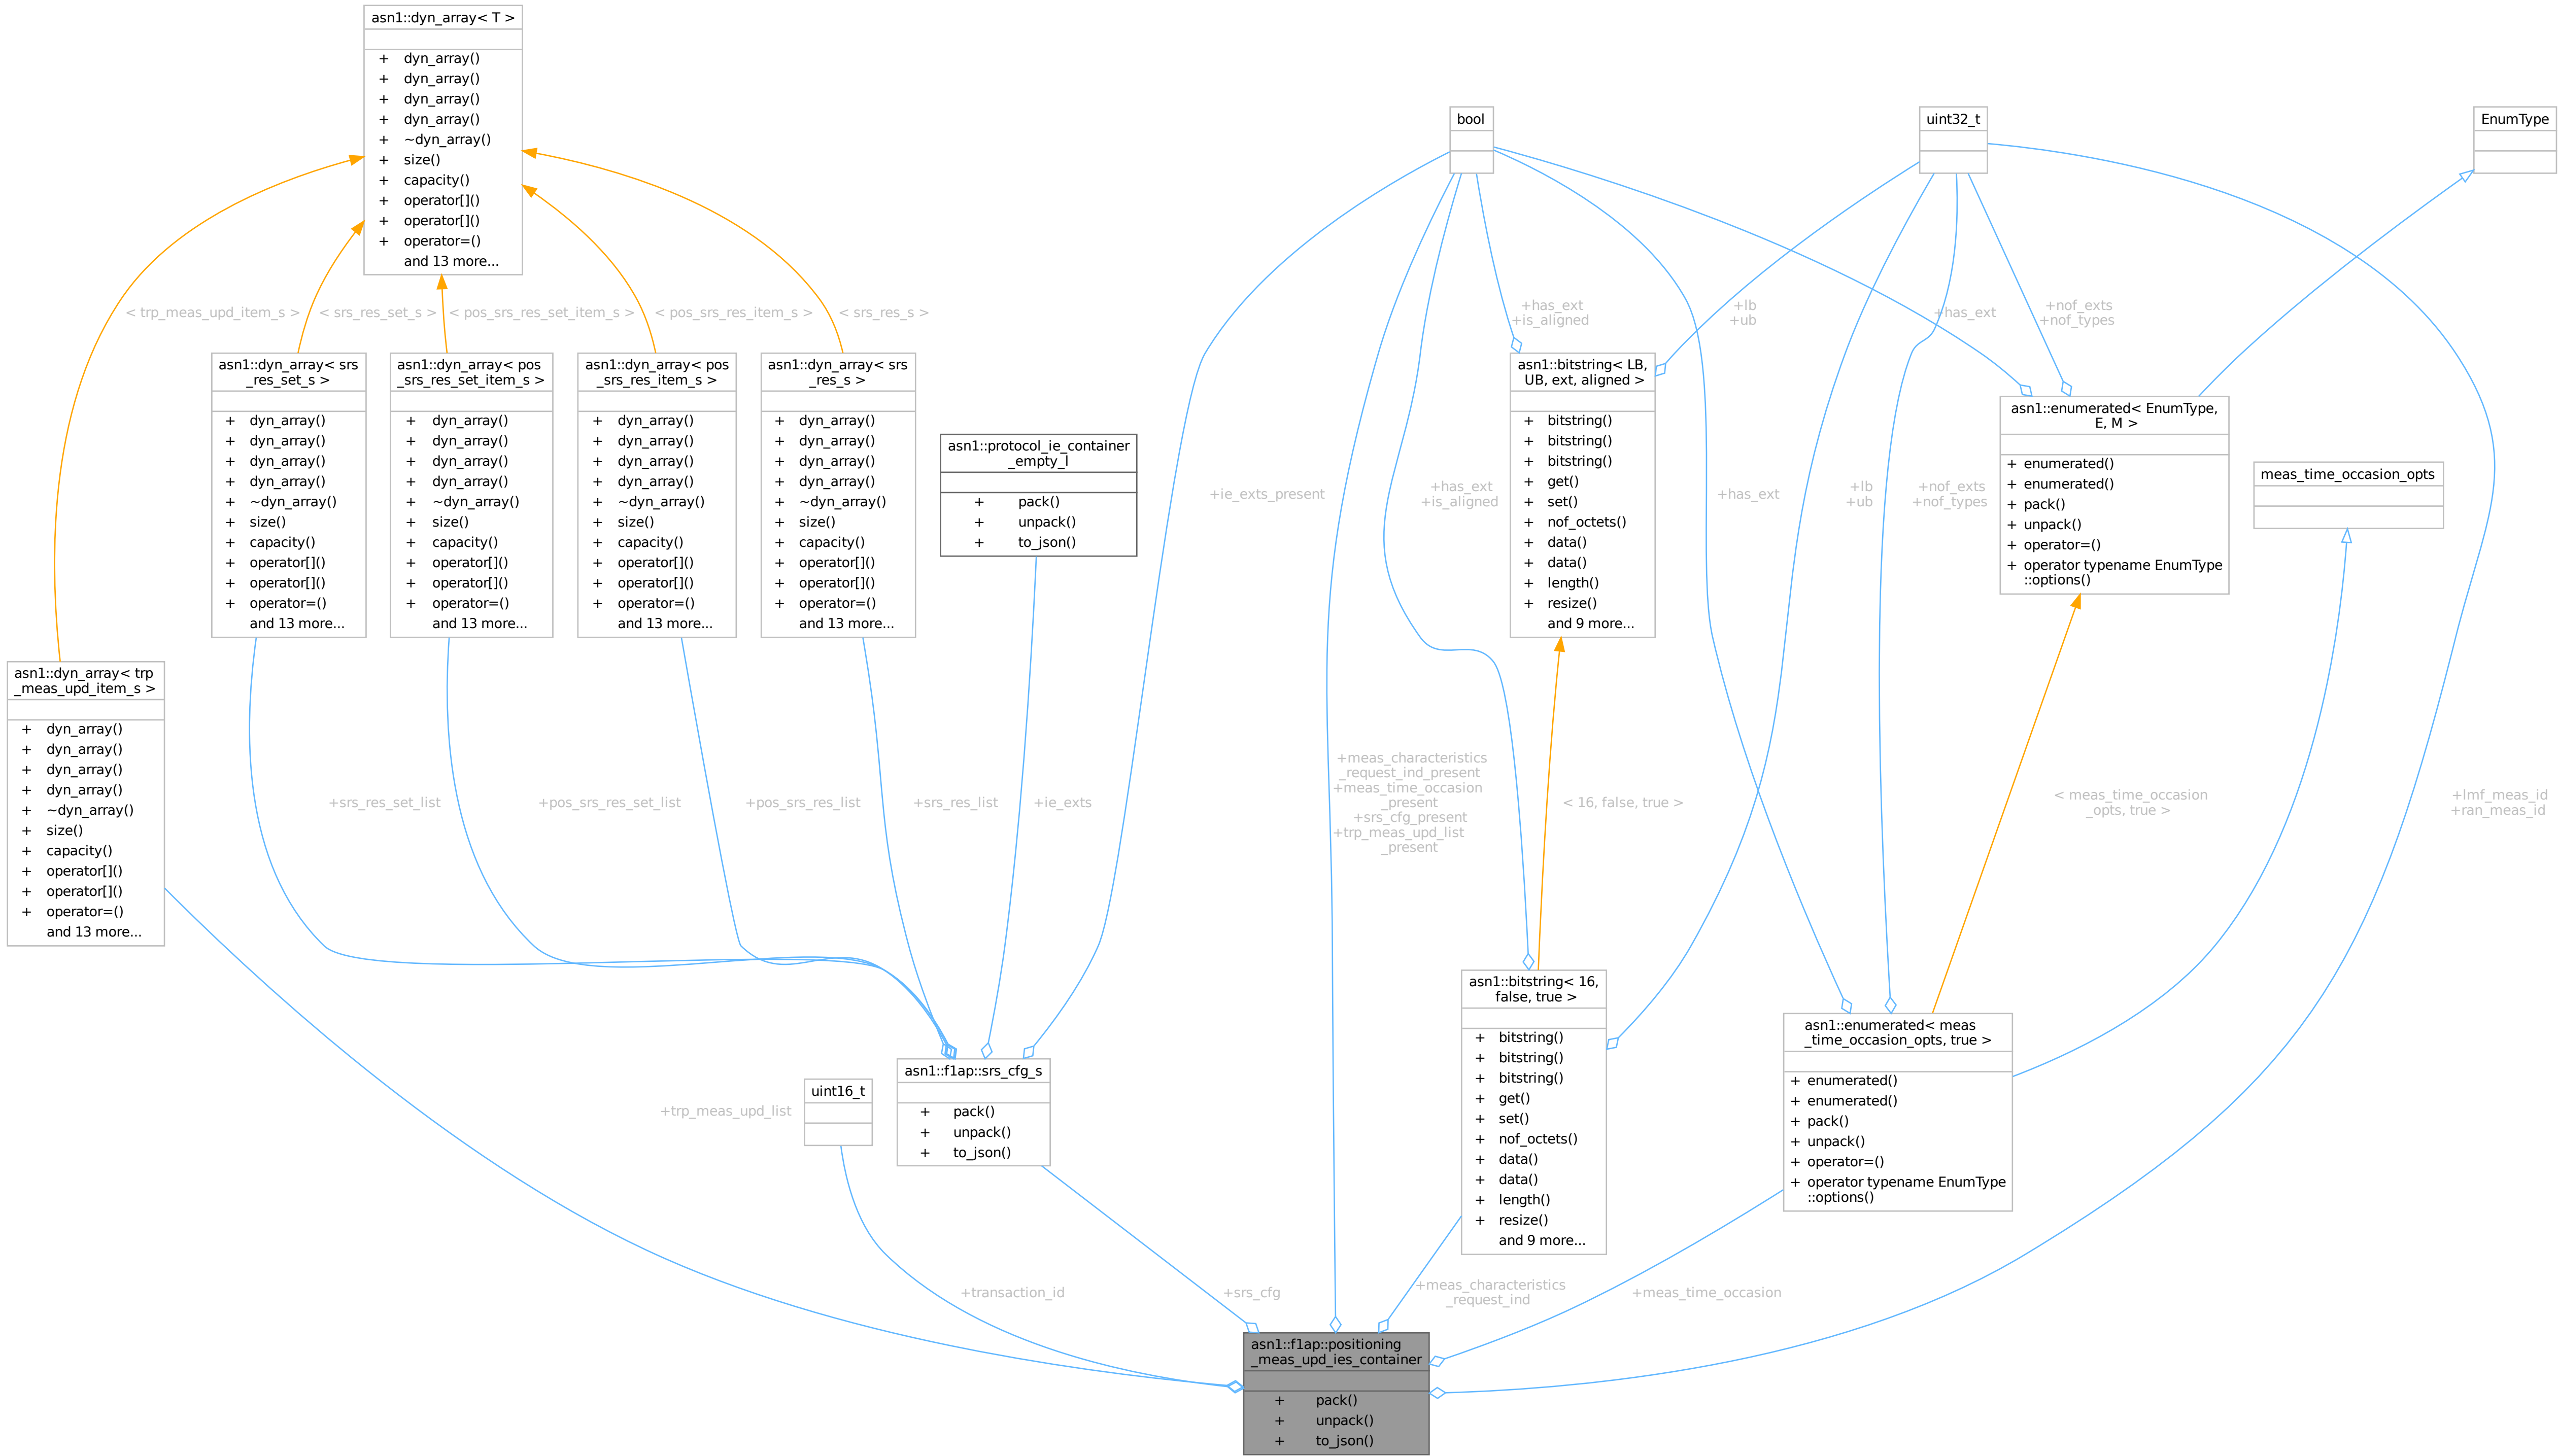 asn1::dyn_array< T >
+ dyn_array()
+ dyn_array()
+ dyn_array()
+ dyn_array()
+ ~dyn_array()
+ size()
+ capacity()
+ operator[]()
+ operator[]()
+ operator=()
and 13 more...
bool
uint32_t
EnumType
< trp_meas_upd_item_s >
< srs_res_set_s >
< pos_srs_res_set_item_s >
< pos_srs_res_item_s >
< srs_res_s >
+has_ext
+is_aligned
+lb
+ub
+has_ext
+nof_exts
+nof_types
asn1::dyn_array< srs
_res_set_s >
+ dyn_array()
+ dyn_array()
+ dyn_array()
+ dyn_array()
+ ~dyn_array()
+ size()
+ capacity()
+ operator[]()
+ operator[]()
+ operator=()
and 13 more...
asn1::dyn_array< pos
_srs_res_set_item_s >
+ dyn_array()
+ dyn_array()
+ dyn_array()
+ dyn_array()
+ ~dyn_array()
+ size()
+ capacity()
+ operator[]()
+ operator[]()
+ operator=()
and 13 more...
asn1::dyn_array< pos
_srs_res_item_s >
+ dyn_array()
+ dyn_array()
+ dyn_array()
+ dyn_array()
+ ~dyn_array()
+ size()
+ capacity()
+ operator[]()
+ operator[]()
+ operator=()
and 13 more...
asn1::dyn_array< srs
_res_s >
+ dyn_array()
+ dyn_array()
+ dyn_array()
+ dyn_array()
+ ~dyn_array()
+ size()
+ capacity()
+ operator[]()
+ operator[]()
+ operator=()
and 13 more...
asn1::protocol_ie_container
_empty_l
+ pack()
+ unpack()
+ to_json()
+ie_exts_present
+has_ext
+is_aligned
asn1::bitstring< LB,
UB, ext, aligned >
+ bitstring()
+ bitstring()
+ bitstring()
+ get()
+ set()
+ nof_octets()
+ data()
+ data()
+ length()
+ resize()
and 9 more...
+has_ext
+lb
+ub
+nof_exts
+nof_types
asn1::enumerated< EnumType,
E, M >
+ enumerated()
+ enumerated()
+ pack()
+ unpack()
+ operator=()
+ operator typename EnumType
::options()
meas_time_occasion_opts
asn1::dyn_array< trp
_meas_upd_item_s >
+ dyn_array()
+ dyn_array()
+ dyn_array()
+ dyn_array()
+ ~dyn_array()
+ size()
+ capacity()
+ operator[]()
+ operator[]()
+ operator=()
and 13 more...
+srs_res_set_list
+pos_srs_res_set_list
+pos_srs_res_list
+srs_res_list
+ie_exts
+meas_characteristics
_request_ind_present
+meas_time_occasion
_present
+srs_cfg_present
+trp_meas_upd_list
_present
< 16, false, true >
< meas_time_occasion
_opts, true >
+lmf_meas_id
+ran_meas_id
+trp_meas_upd_list
uint16_t
asn1::f1ap::srs_cfg_s
+ pack()
+ unpack()
+ to_json()
asn1::bitstring< 16,
false, true >
+ bitstring()
+ bitstring()
+ bitstring()
+ get()
+ set()
+ nof_octets()
+ data()
+ data()
+ length()
+ resize()
and 9 more...
asn1::enumerated< meas
_time_occasion_opts, true >
+ enumerated()
+ enumerated()
+ pack()
+ unpack()
+ operator=()
+ operator typename EnumType
::options()
+transaction_id
+srs_cfg
+meas_characteristics
_request_ind
+meas_time_occasion
asn1::f1ap::positioning
_meas_upd_ies_container
+ pack()
+ unpack()
+ to_json()